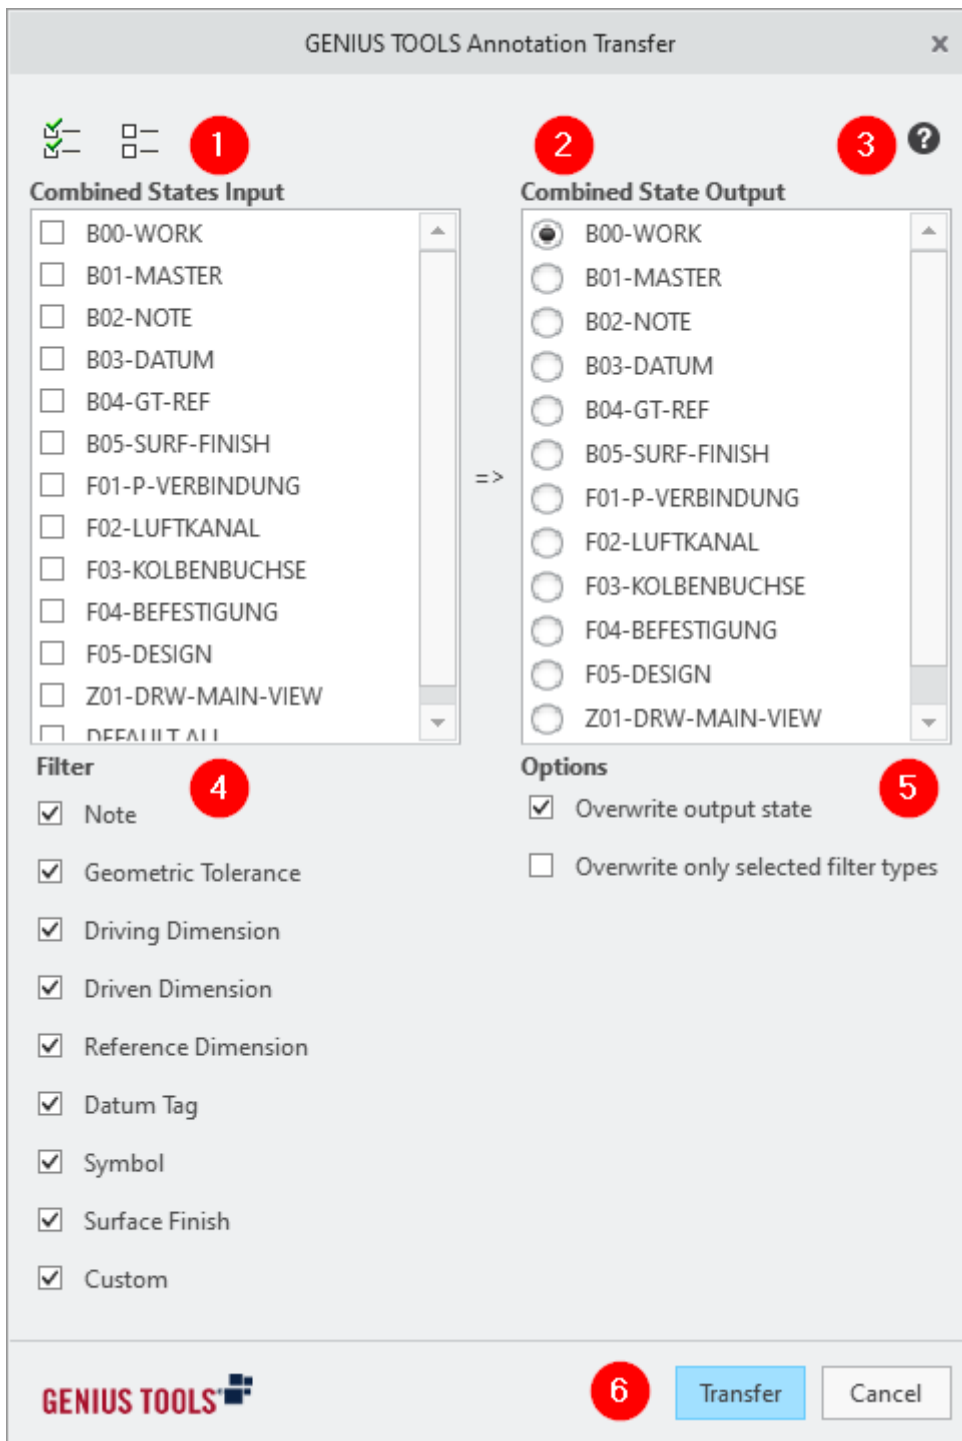 GENIUS TOOLS Annotation Transfer x
1 2 3 ?
Combined States Input
B00-WORK
B01-MASTER
B02-NOTE
B03-DATUM
B04-GT-REF
B05-SURF-FINISH
F01-P-VERBINDUNG
F02-LUFTKANAL
F03-KOLBENBUCHSE
F04-BEFESTIGUNG
F05-DESIGN
Z01-DRW-MAIN-VIEW
DEFAULT ALL
=>
Combined State Output
B00-WORK
B01-MASTER
B02-NOTE
B03-DATUM
B04-GT-REF
B05-SURF-FINISH
F01-P-VERBINDUNG
F02-LUFTKANAL
F03-KOLBENBUCHSE
F04-BEFESTIGUNG
F05-DESIGN
Z01-DRW-MAIN-VIEW
Filter 4
Note
Geometric Tolerance
Driving Dimension
Driven Dimension
Reference Dimension
Datum Tag
Symbol
Surface Finish
Custom
Options 5
Overwrite output state
Overwrite only selected filter types
GENIUS TOOLS 6 Transfer Cancel